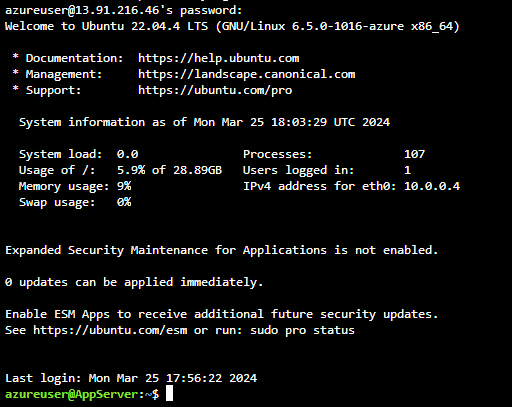 azureuser@13.91.216.46's password:
Welcome to Ubuntu 22.04.4 LTS (GNU/Linux 6.5.0-1016-azure x86_64)
* Documentation:  https://help.ubuntu.com
* Management:     https://landscape.canonical.com
* Support:        https://ubuntu.com/pro
System information as of Mon Mar 25 18:03:29 UTC 2024
System load:  0.0                Processes:             107
Usage of /:   5.9% of 28.89GB   Users logged in:       1
Memory usage: 9%                 IPv4 address for eth0: 10.0.0.4
Swap usage:   0%
Expanded Security Maintenance for Applications is not enabled.
0 updates can be applied immediately.
Enable ESM Apps to receive additional future security updates.
See https://ubuntu.com/esm or run: sudo pro status
Last login: Mon Mar 25 17:56:22 2024
azureuser@AppServer:~$